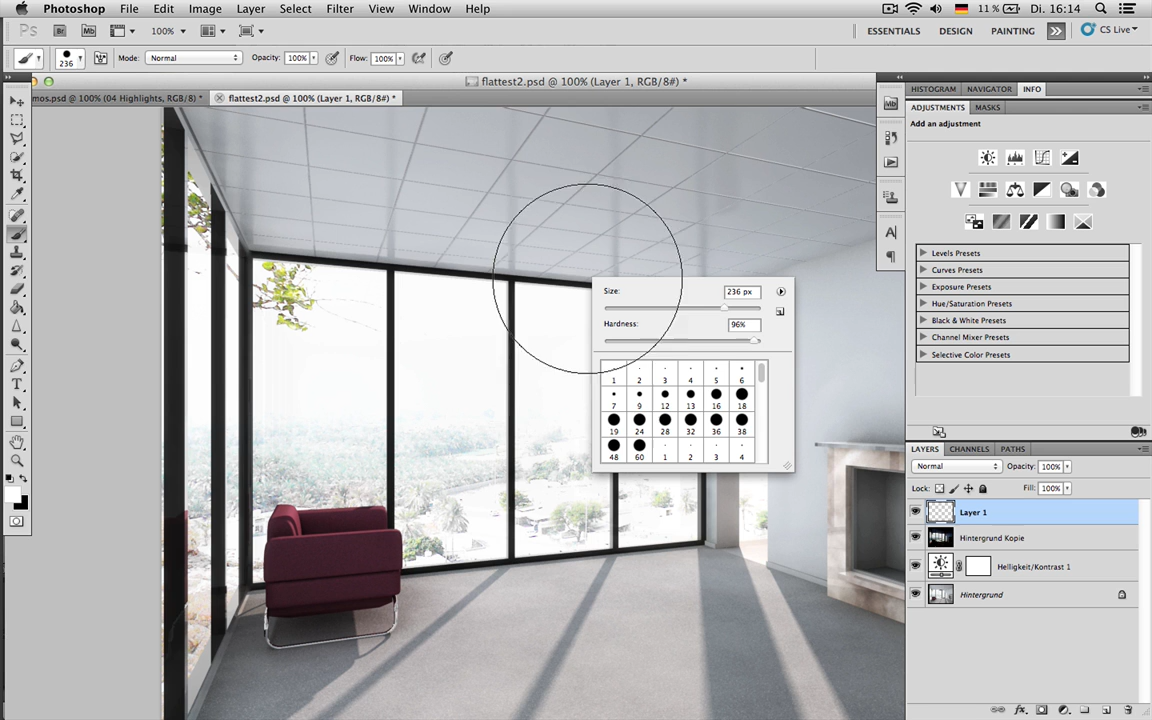 Photoshop File Edit Image Layer Select Filter View Window Help 11 % Di. 16:14
Ps Br Mb 100% ESSENTIALS DESIGN PAINTING CS Live
236 Mode: Normal Opacity: 100% Flow: 100%
flattest2.psd @ 100% (Layer 1, RGB/8#) *
mos.psd @ 100% (04 Highlights, RGB/8) * flattest2.psd @ 100% (Layer 1, RGB/8#) *
Mb
A
T
Size: 236 px
Hardness: 96%
1 2 3 4 5 6
7 9 12 13 16 18
19 24 28 32 36 38
48 60 1 2 3 4
HISTOGRAM NAVIGATOR INFO
ADJUSTMENTS MASKS
Add an adjustment
Levels Presets
Curves Presets
Exposure Presets
Hue/Saturation Presets
Black & White Presets
Channel Mixer Presets
Selective Color Presets
LAYERS CHANNELS PATHS
Normal Opacity: 100%
Lock: Fill: 100%
Layer 1
Hintergrund Kopie
Helligkeit/Kontrast 1
Hintergrund
fx